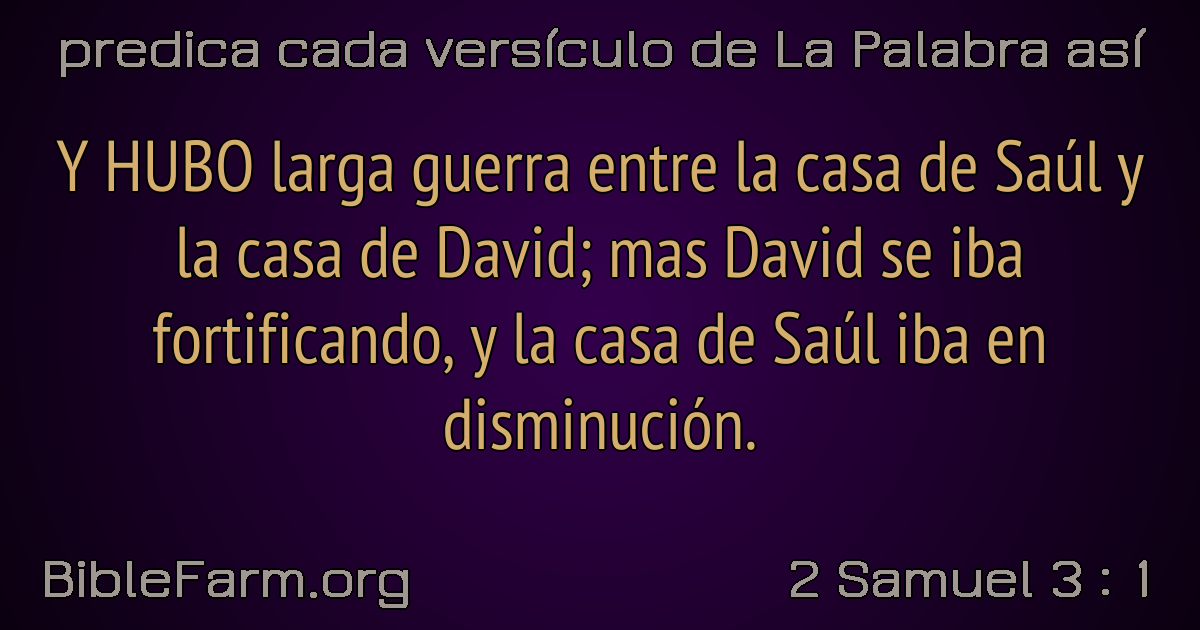 predica cada versículo de La Palabra así
Y HUBO larga guerra entre la casa de Saúl y
la casa de David; mas David se iba
fortificando, y la casa de Saúl iba en
disminución.
BibleFarm.org
2 Samuel 3 : 1